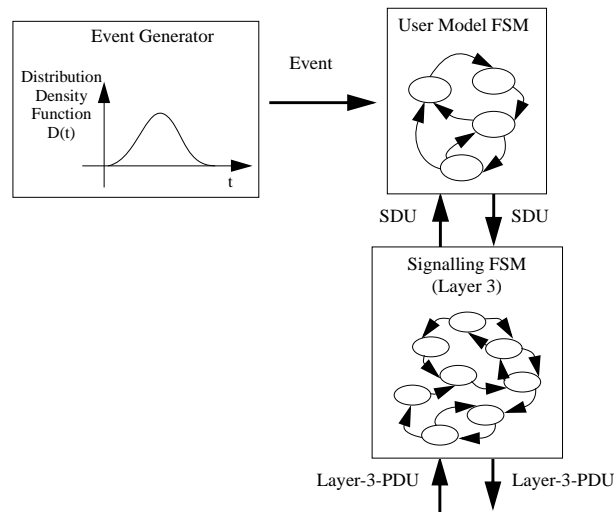 Event Generator
Distribution
Density
Function
D(t)
t
Event
User Model FSM
SDU
SDU
Signalling FSM
(Layer 3)
Layer-3-PDU
Layer-3-PDU